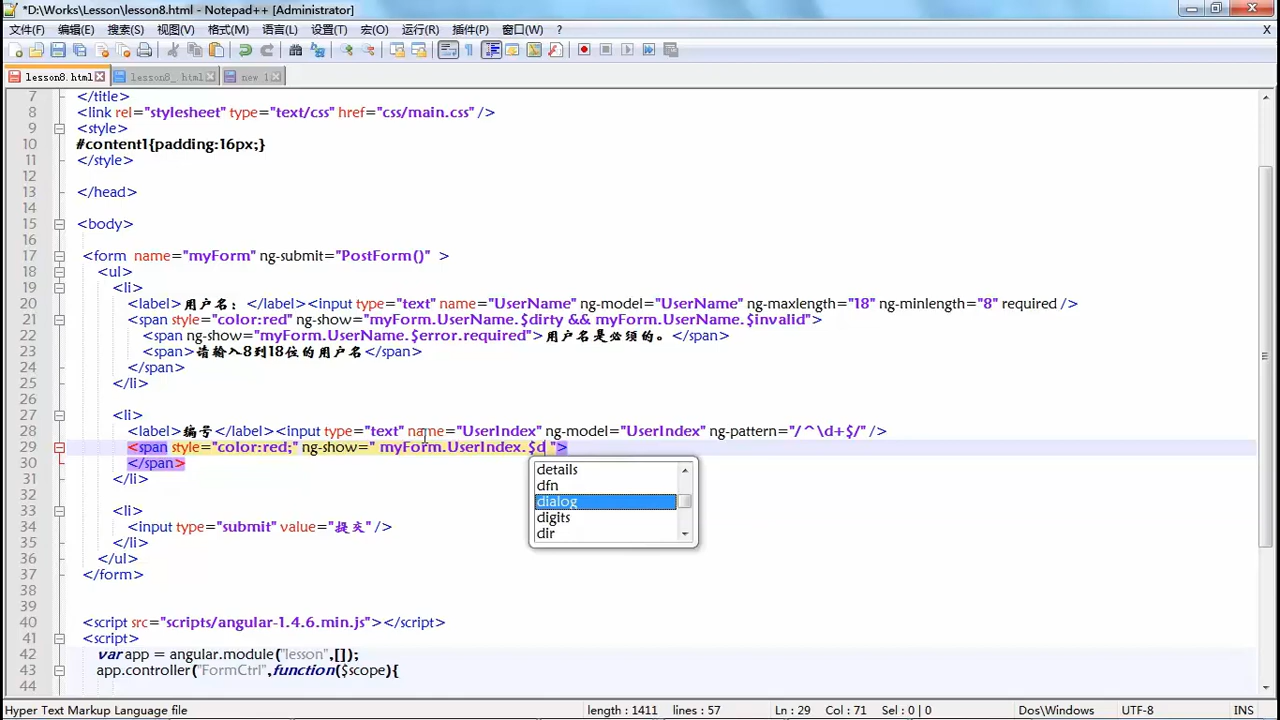 *D:\Works\Lesson\lesson8.html - Notepad++ [Administrator]
文件(F) 编辑(E) 搜索(S) 视图(V) 格式(M) 语言(L) 设置(T) 宏(O) 运行(R) 插件(P) 窗口(W) ? X
lesson8.html lesson8_.html new 1
7 </title>
8 <link rel="stylesheet" type="text/css" href="css/main.css" />
9 <style>
10 #content1{padding:16px;}
11 </style>
12
13 </head>
14
15 <body>
16
17 <form name="myForm" ng-submit="PostForm()" >
18 <ul>
19 <li>
20 <label>用户名：</label><input type="text" name="UserName" ng-model="UserName" ng-maxlength="18" ng-minlength="8" required />
21 <span style="color:red" ng-show="myForm.UserName.$dirty && myForm.UserName.$invalid">
22 <span ng-show="myForm.UserName.$error.required">用户名是必须的。</span>
23 <span>请输入8到18位的用户名</span>
24 </span>
25 </li>
26
27 <li>
28 <label>编号</label><input type="text" name="UserIndex" ng-model="UserIndex" ng-pattern="/^\d+$/" />
29 <span style="color:red;" ng-show=" myForm.UserIndex.$d ">
30 </span>
31 </li>
32
33 <li>
34 <input type="submit" value="提交" />
35 </li>
36 </ul>
37 </form>
38
39
40 <script src="scripts/angular-1.4.6.min.js"></script>
41 <script>
42 var app = angular.module("lesson",[]);
43 app.controller("FormCtrl",function($scope){
44
details
dfn
dialog
digits
dir
Hyper Text Markup Language file length : 1411 lines : 57 Ln : 29 Col : 71 Sel : 0 | 0 Dos\Windows UTF-8 INS